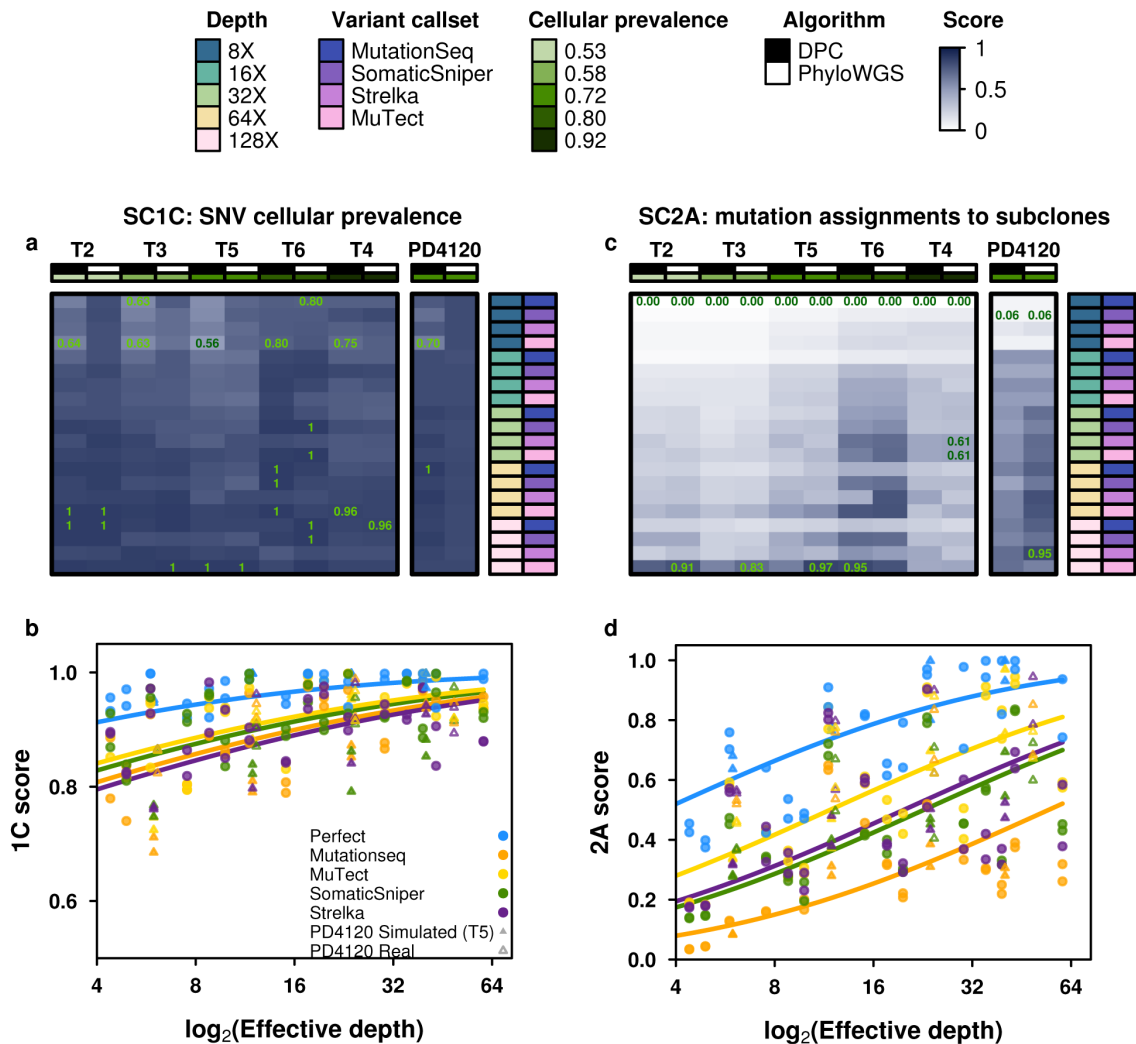 Depth Variant callset Cellular prevalence Algorithm Score
8X MutationSeq 0.53 DPC 1
16X SomaticSniper 0.58 PhyloWGS
32X Strelka 0.72 0.5
64X MuTect 0.80
128X 0.92 0
SC1C: SNV cellular prevalence
a
T2 T3 T5 T6 T4 PD4120
0.63 0.80
0.64 0.63 0.56 0.80 0.75 0.70
1
1
1 1
1
1 1 1 0.96
1 1 1 0.96
1
1 1 1
SC2A: mutation assignments to subclones
c
T2 T3 T5 T6 T4 PD4120
0.00 0.00 0.00 0.00 0.00 0.00 0.00 0.00 0.00 0.00
0.06 0.06
0.61
0.61
0.95
0.91 0.83 0.97 0.95
b
1C score
1.0
0.8
0.6
Perfect
Mutationseq
MuTect
SomaticSniper
Strelka
PD4120 Simulated (T5)
PD4120 Real
4 8 16 32 64
log2(Effective depth)
d
2A score
1.0
0.8
0.6
0.4
0.2
0.0
4 8 16 32 64
log2(Effective depth)